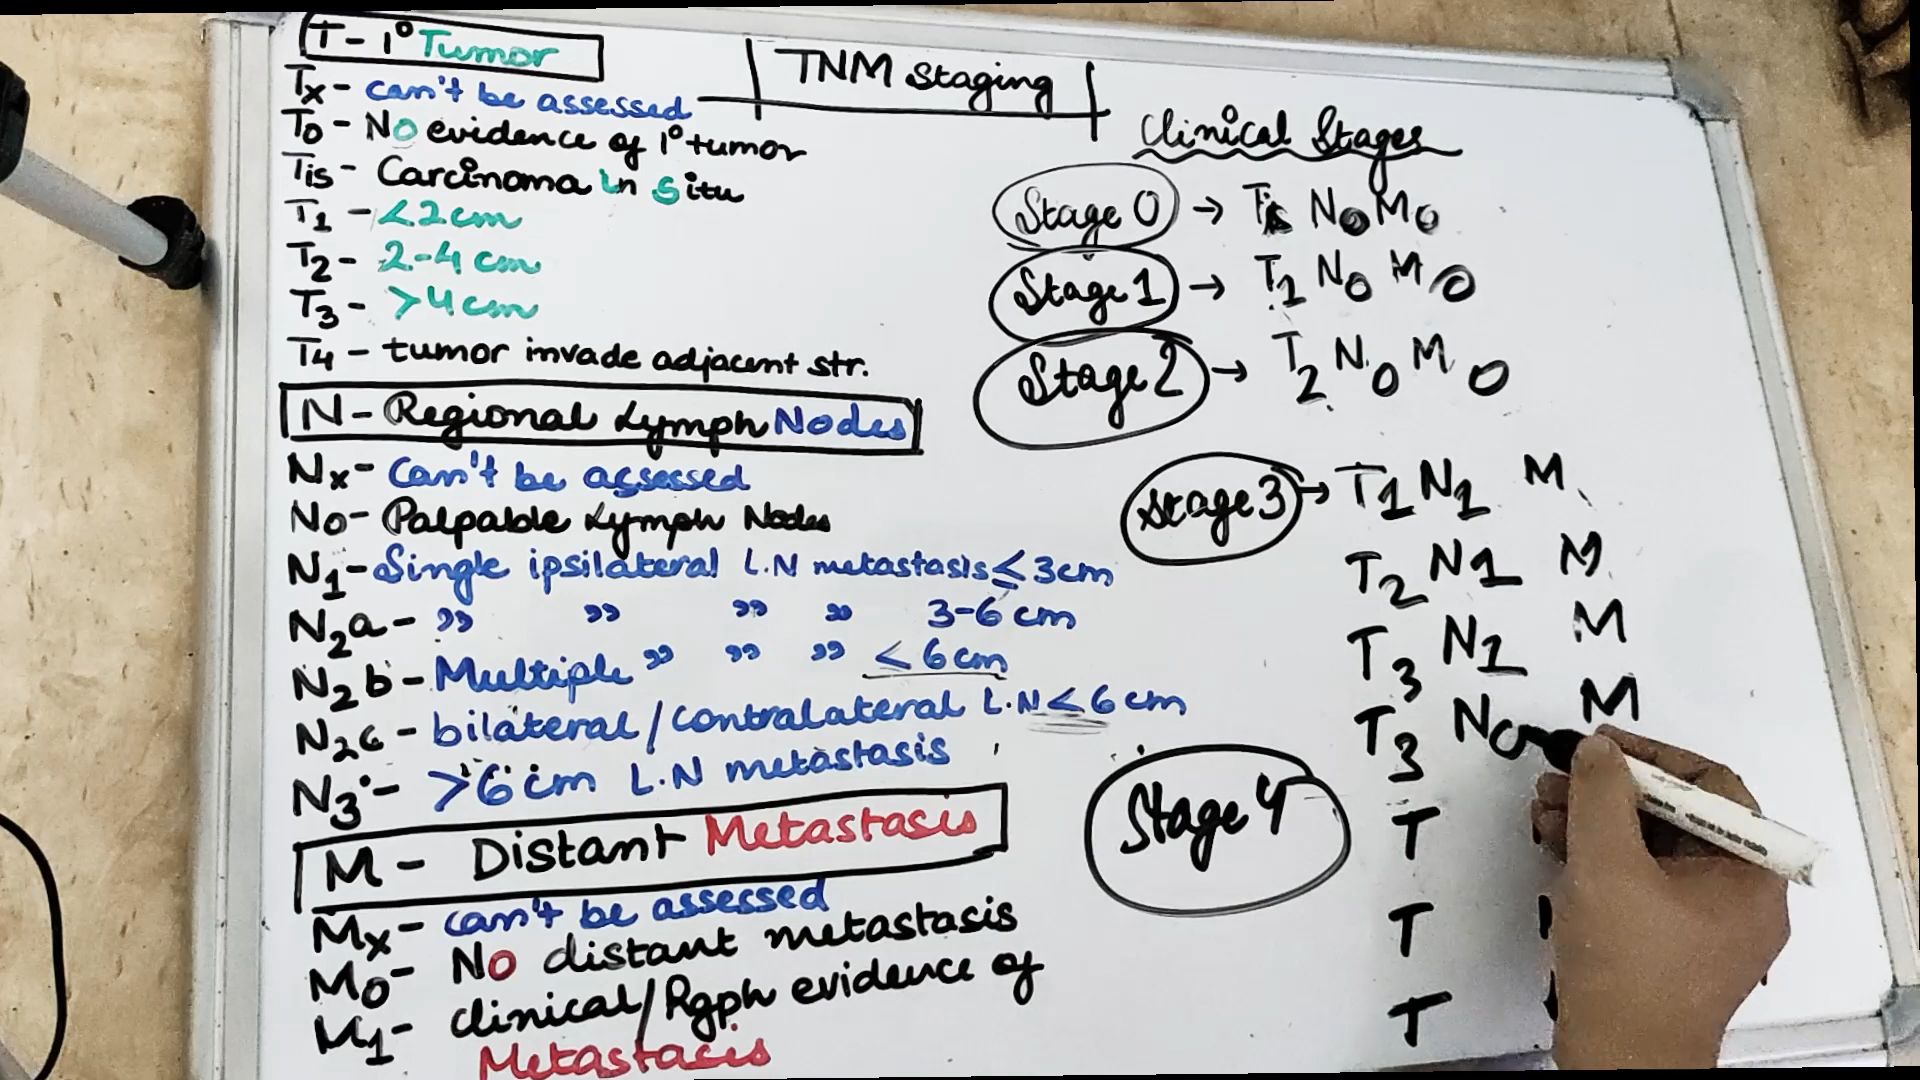 T - 1° Tumor
Tx - can't be assessed
T0 - No evidence of 1° tumor
Tis - Carcinoma In Situ
T1 - <2cm
T2 - 2-4 cm
T3 - >4cm
T4 - tumor invade adjacent str.
N - Regional Lymph Nodes
Nx - Can't be assessed
No - Palpable Lymph Nodes
N1 - Single ipsilateral L.N metastasis ≤ 3cm
N2a - " " " " 3-6 cm
N2b - Multiple " " " ≤ 6cm
N2c - bilateral/contralateral L.N ≤ 6 cm
N3 - >6cm L.N metastasis
M - Distant Metastasis
Mx - can't be assessed
M0 - No distant metastasis
M1 - clinical/Rgph evidence of
Metastasis
TNM Staging
Clinical Stages
Stage 0 → Tis N0 M0
Stage 1 → T1 N0 M0
Stage 2 → T2 N0 M0
Stage 3 → T1 N1 M
T2 N1 M
T3 N1 M
T3 No M
Stage 4
T
T
T